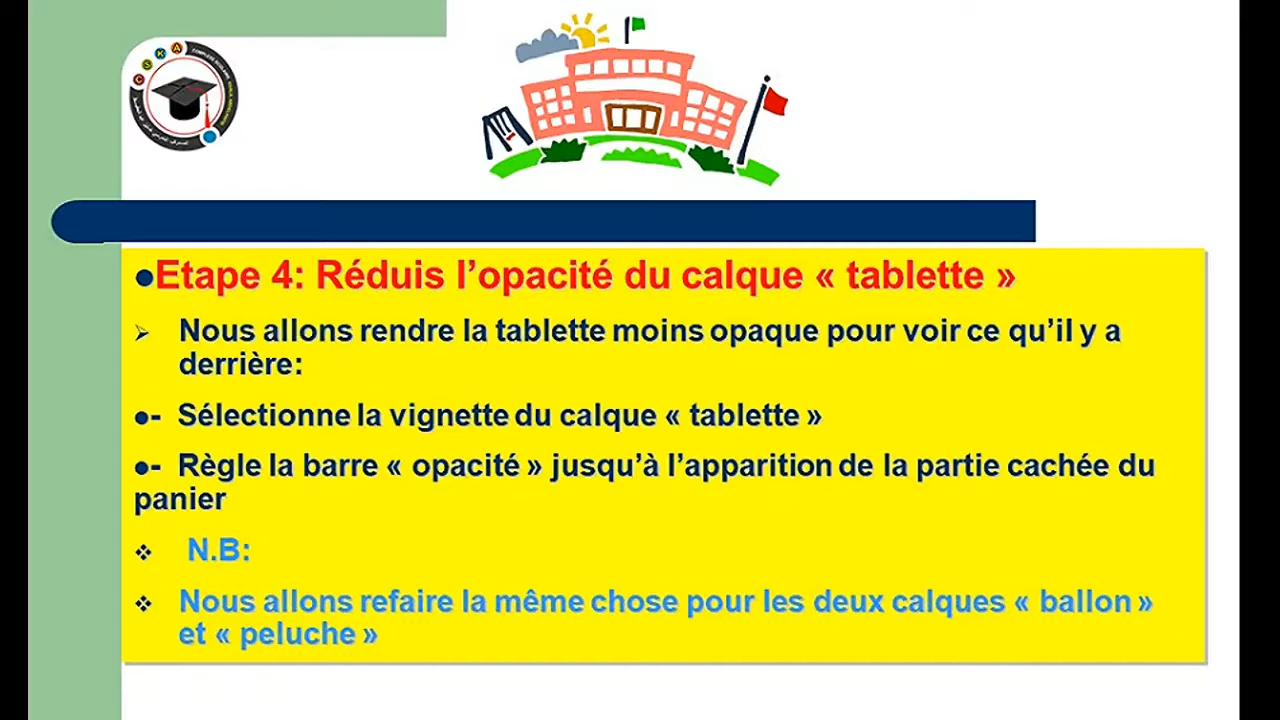 C S K A
Etape 4: Réduis l’opacité du calque « tablette »
Nous allons rendre la tablette moins opaque pour voir ce qu’il y a
derrière:
- Sélectionne la vignette du calque « tablette »
- Règle la barre « opacité » jusqu’à l’apparition de la partie cachée du
panier
N.B:
Nous allons refaire la même chose pour les deux calques « ballon »
et « peluche »